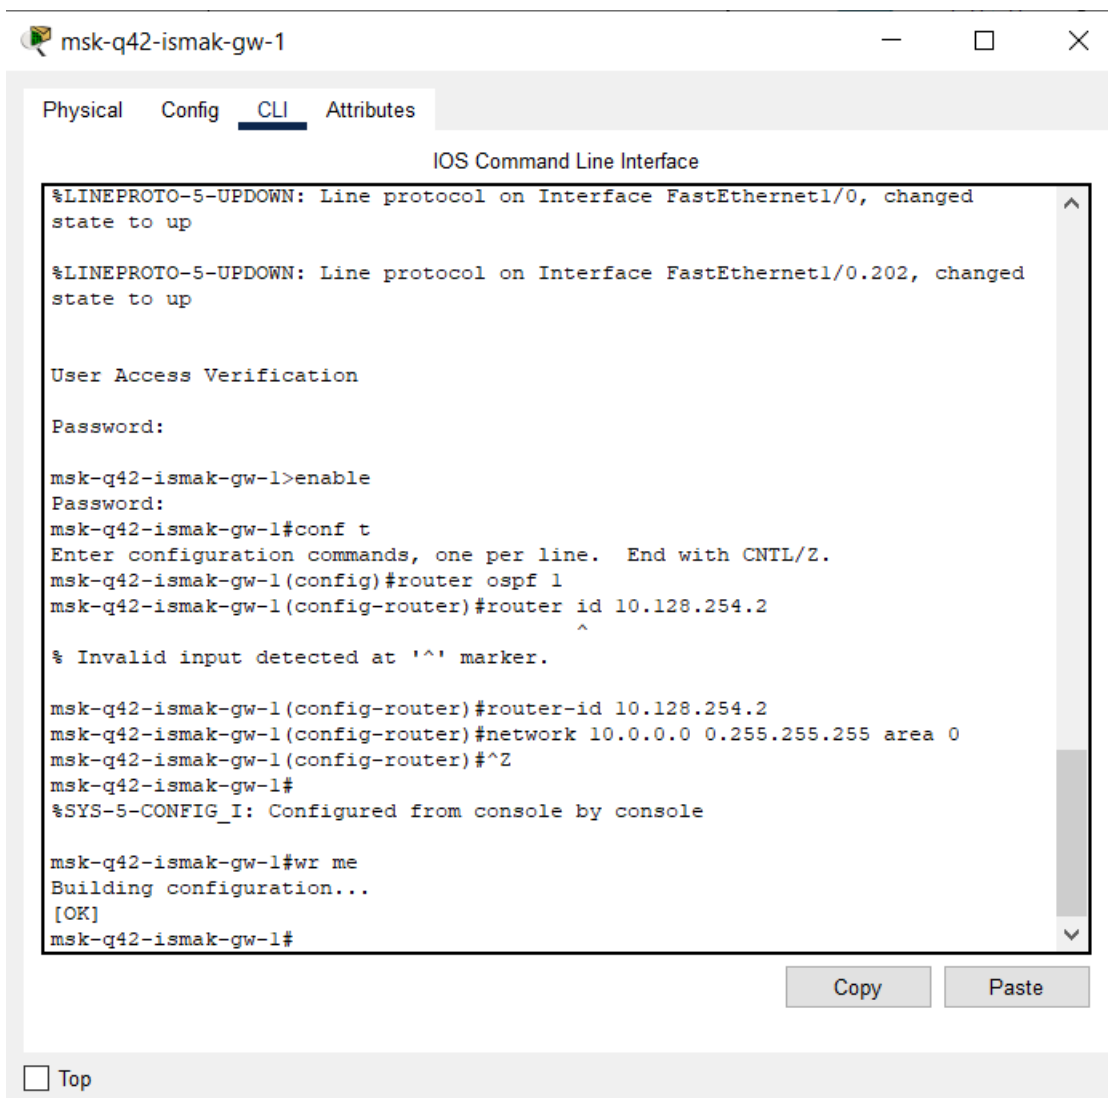 msk-q42-ismak-gw-1
Physical Config CLI Attributes
IOS Command Line Interface
%LINEPROTO-5-UPDOWN: Line protocol on Interface FastEthernet1/0, changed
state to up
%LINEPROTO-5-UPDOWN: Line protocol on Interface FastEthernet1/0.202, changed
state to up
User Access Verification
Password:
msk-q42-ismak-gw-1>enable
Password:
msk-q42-ismak-gw-1#conf t
Enter configuration commands, one per line.  End with CNTL/Z.
msk-q42-ismak-gw-1(config)#router ospf 1
msk-q42-ismak-gw-1(config-router)#router id 10.128.254.2
^
% Invalid input detected at '^' marker.
msk-q42-ismak-gw-1(config-router)#router-id 10.128.254.2
msk-q42-ismak-gw-1(config-router)#network 10.0.0.0 0.255.255.255 area 0
msk-q42-ismak-gw-1(config-router)#^Z
msk-q42-ismak-gw-1#
%SYS-5-CONFIG_I: Configured from console by console
msk-q42-ismak-gw-1#wr me
Building configuration...
[OK]
msk-q42-ismak-gw-1#
Copy Paste
Top